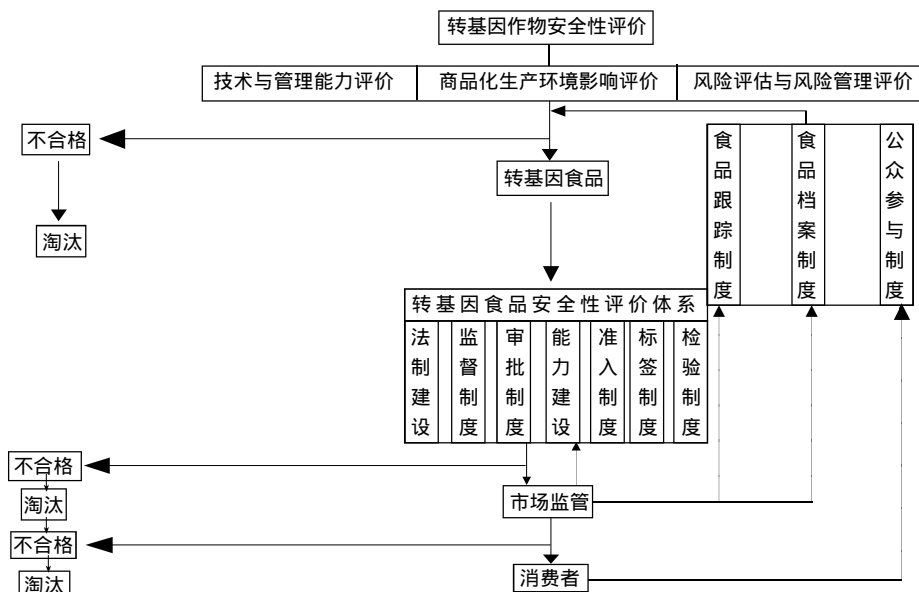 转基因作物安全性评价
技术与管理能力评价
商品化生产环境影响评价
风险评估与风险管理评价
不合格
淘汰
转基因食品
食品跟踪制度
食品档案制度
公众参与制度
转基因食品安全性评价体系
法制建设
监督制度
审批制度
能力建设
准入制度
标签制度
检验制度
不合格
淘汰
市场监管
不合格
淘汰
消费者